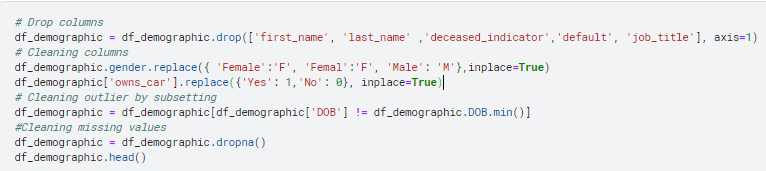 # Drop columns
df_demographic = df_demographic.drop(['first_name', 'last_name' ,'deceased_indicator','default', 'job_title'], axis=1)
# Cleaning columns
df_demographic.gender.replace({ 'Female':'F', 'Femal':'F', 'Male': 'M'},inplace=True)
df_demographic['owns_car'].replace({'Yes': 1,'No': 0}, inplace=True)
# Cleaning outlier by subsetting
df_demographic = df_demographic[df_demographic['DOB'] != df_demographic.DOB.min()]
#Cleaning missing values
df_demographic = df_demographic.dropna()
df_demographic.head()